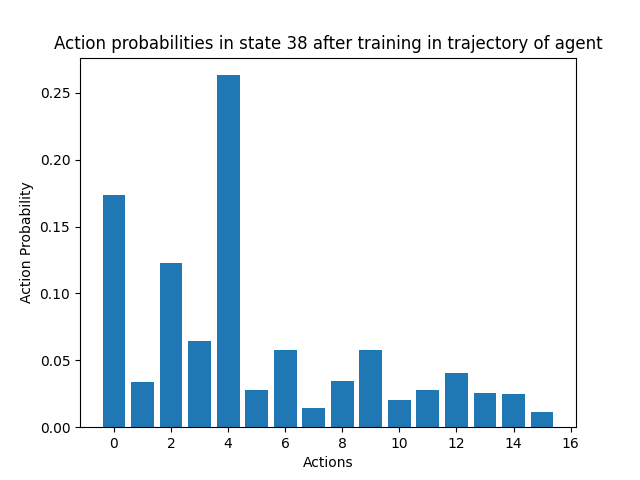 Action probabilities in state 38 after training in trajectory of agent
Action Probability
0.25
0.20
0.15
0.10
0.05
0.00
0 2 4 6 8 10 12 14 16
Actions